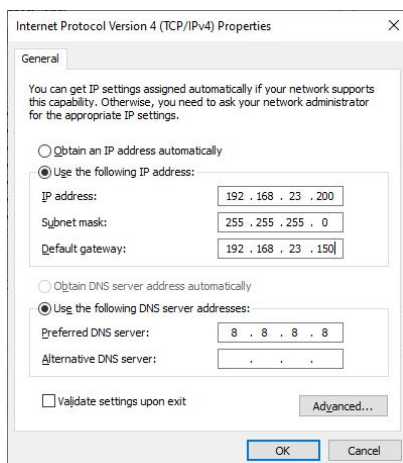 Internet Protocol Version 4 (TCP/IPv4) Properties
General
You can get IP settings assigned automatically if your network supports
this capability. Otherwise, you need to ask your network administrator
for the appropriate IP settings.
Obtain an IP address automatically
Use the following IP address:
IP address: 192 . 168 . 23 . 200
Subnet mask: 255 . 255 . 255 . 0
Default gateway: 192 . 168 . 23 . 150
Obtain DNS server address automatically
Use the following DNS server addresses:
Preferred DNS server: 8 . 8 . 8 . 8
Alternative DNS server: . . .
Validate settings upon exit
Advanced...
OK Cancel